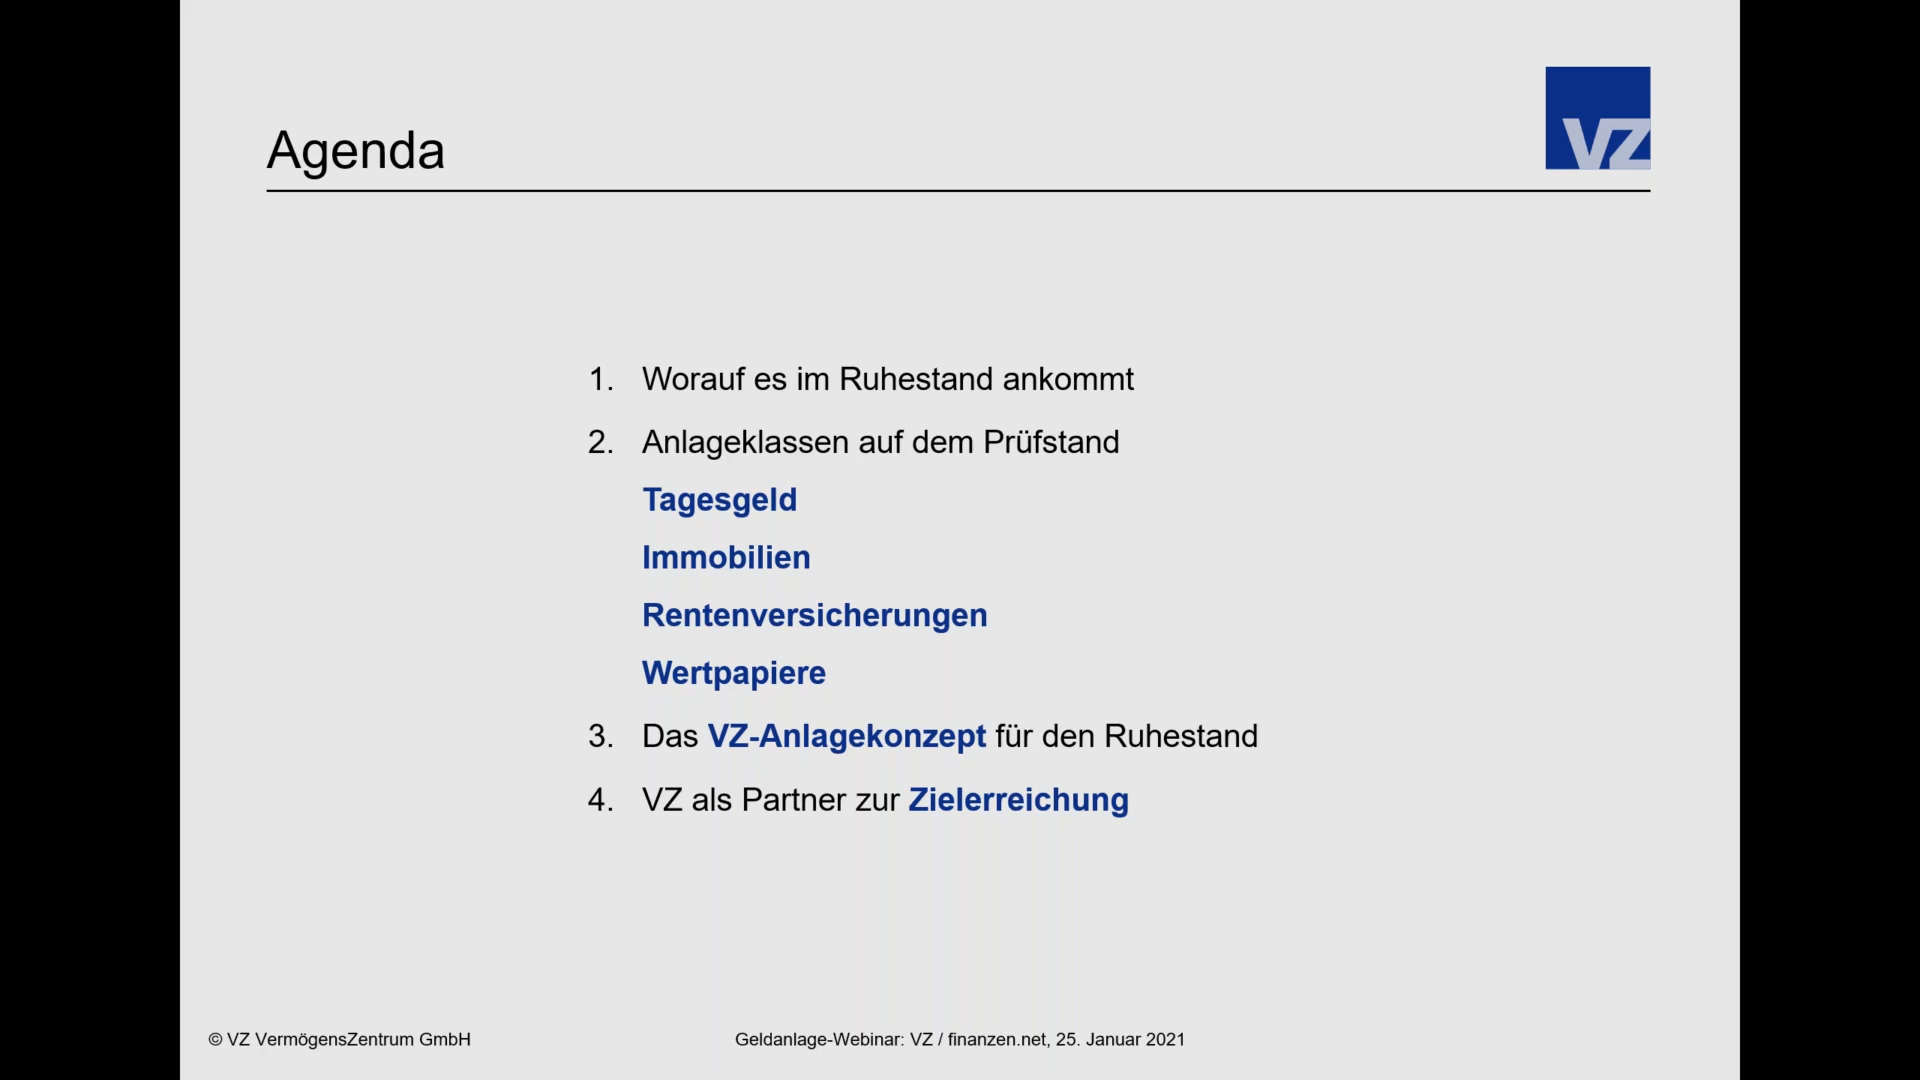 Agenda
VZ
1. Worauf es im Ruhestand ankommt
2. Anlageklassen auf dem Prüfstand
Tagesgeld
Immobilien
Rentenversicherungen
Wertpapiere
3. Das VZ-Anlagekonzept für den Ruhestand
4. VZ als Partner zur Zielerreichung
© VZ VermögensZentrum GmbH
Geldanlage-Webinar: VZ / finanzen.net, 25. Januar 2021